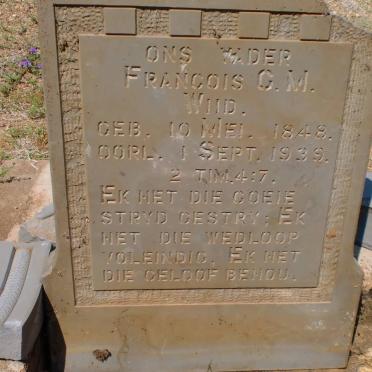 ONS VADER
FRANCOIS G. M.
WIID.
GEB. 10 MEI. 1848.
OORL. 1 SEPT. 1939.
2 TIM.4:7.
EK HET DIE GOEIE
STRYD GESTRY; EK
HET DIE WEDLOOP
VOLEINDIG. EK HET
DIE GELOOF BEHOU.